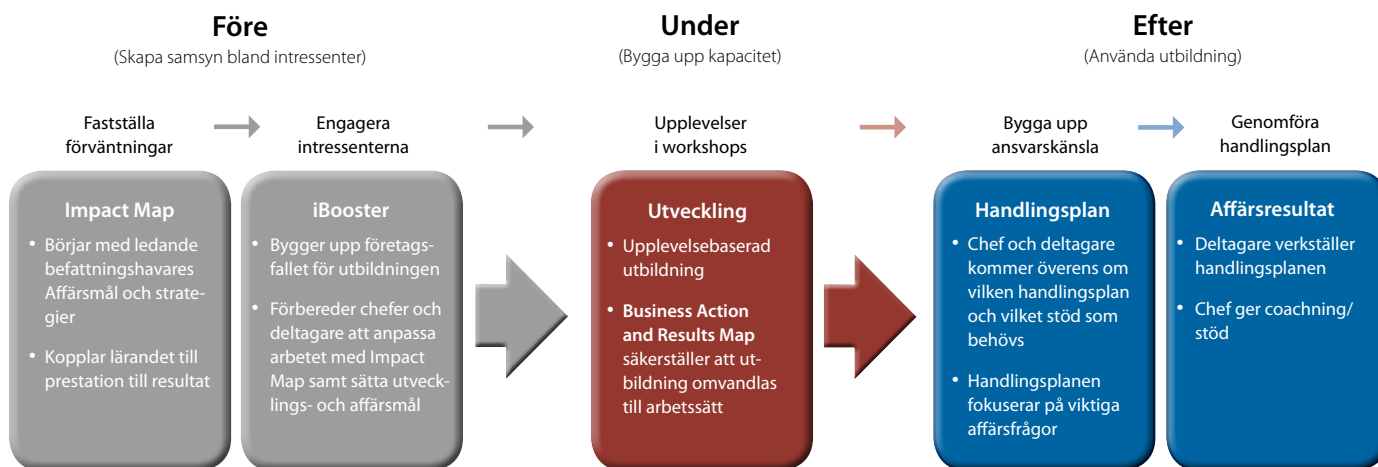 Före
(Skapa samsyn bland intressenter)
Under
(Bygga upp kapacitet)
Efter
(Använda utbildning)
Fastställa
förväntningar
Engagera
intressenterna
Upplevelser
i workshops
Bygga upp
ansvarskänsla
Genomföra
handlingsplan
Impact Map
• Börjar med ledande
befattningshavares
Affärsmål och strate-
gier
• Kopplar lärandet till
prestation till resultat
iBooster
• Bygger upp företags-
fallet för utbildningen
• Förbereder chefer och
deltagare att anpassa
arbetet med Impact
Map samt sätta utveck-
lings- och affärsmål
Utveckling
• Upplevelsebaserad
utbildning
• Business Action
and Results Map
säkerställer att ut-
bildning omvandlas
till arbetssätt
Handlingsplan
• Chef och deltagare
kommer överens om
vilken handlingsplan
och vilket stöd som
behövs
• Handlingsplanen
fokuserar på viktiga
affärsfrågor
Affärsresultat
• Deltagare verkställer
handlingsplanen
• Chef ger coachning/
stöd